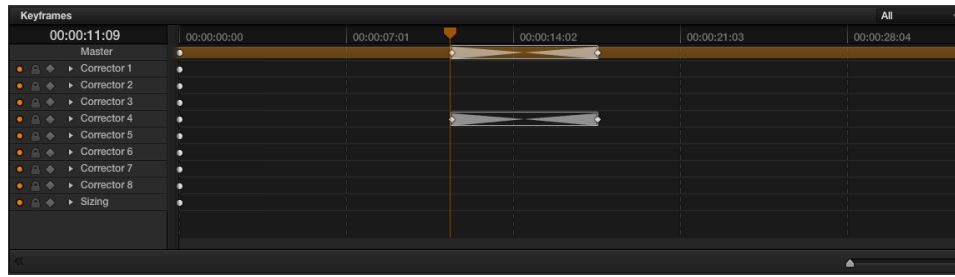 Keyframes All
00:00:11:09 00:00:00:00 00:00:07:01 00:00:14:02 00:00:21:03 00:00:28:04
Master
Corrector 1
Corrector 2
Corrector 3
Corrector 4
Corrector 5
Corrector 6
Corrector 7
Corrector 8
Sizing